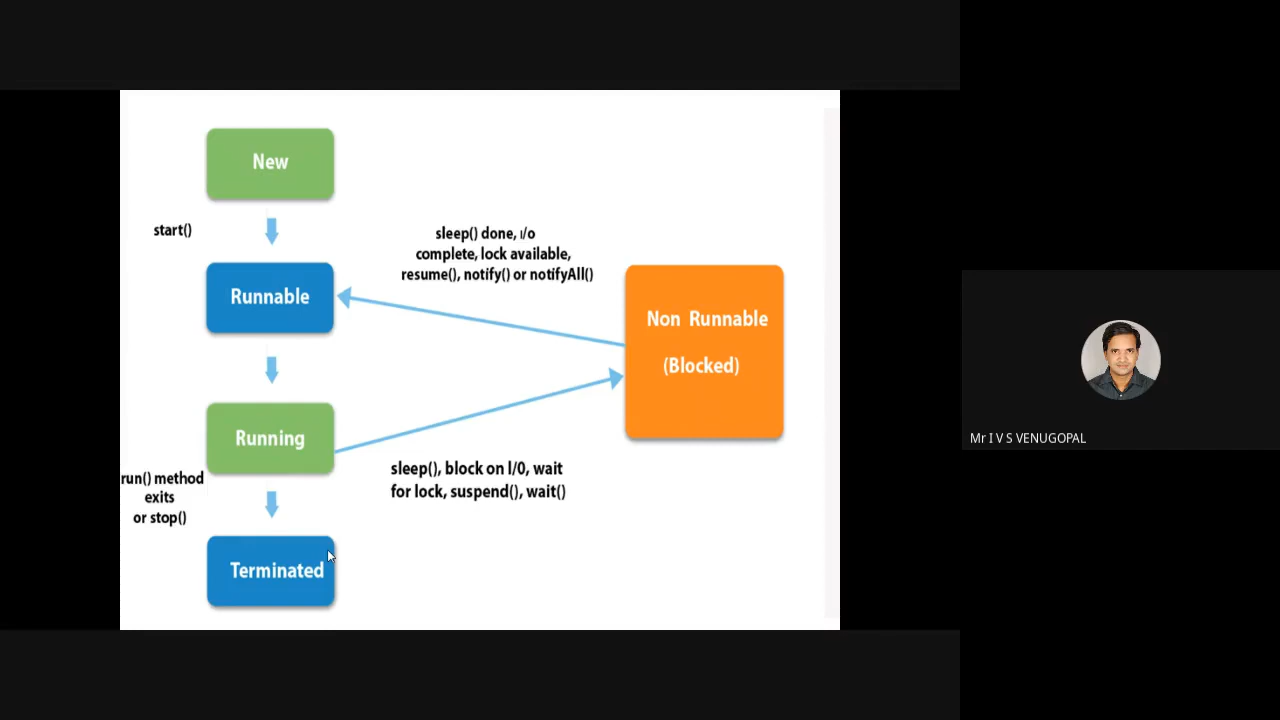 New
start()
sleep() done, I/o
complete, lock available,
resume(), notify() or notifyAll()
Runnable
Non Runnable
(Blocked)
Running
sleep(), block on I/0, wait
for lock, suspend(), wait()
run() method
exits
or stop()
Terminated
Mr I V S VENUGOPAL